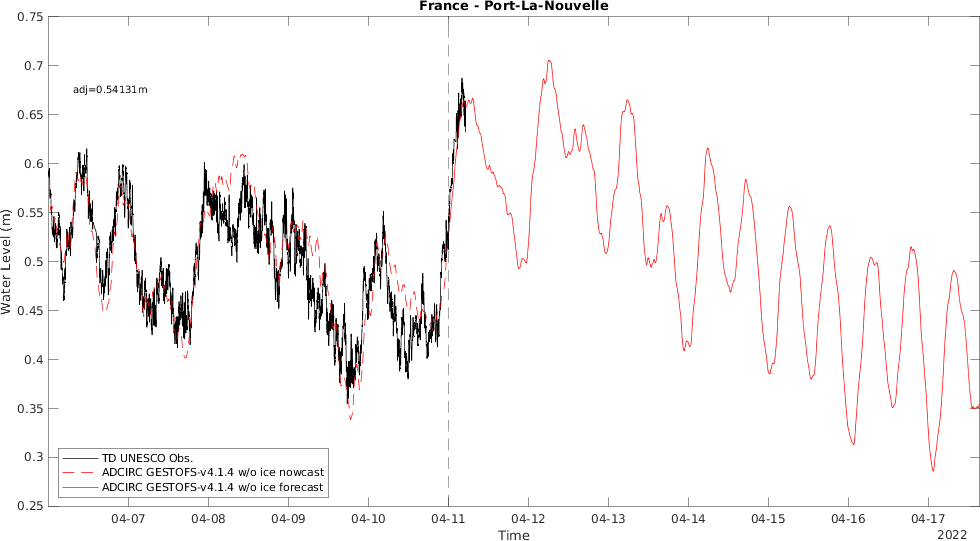 France - Port-La-Nouvelle
0.75
0.7
0.65
0.6
0.55
0.5
0.45
0.4
0.35
0.3
0.25
Water Level (m)
adj=0.54131m
TD UNESCO Obs.
ADCIRC GESTOFS-v4.1.4 w/o ice nowcast
ADCIRC GESTOFS-v4.1.4 w/o ice forecast
04-07 04-08 04-09 04-10 04-11 04-12 04-13 04-14 04-15 04-16 04-17
Time
2022